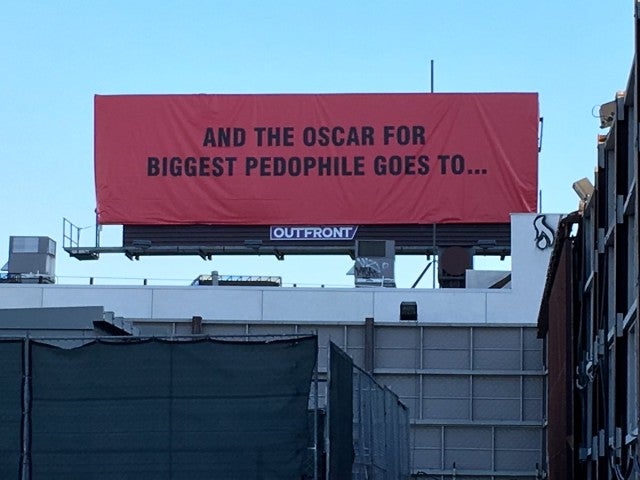 AND THE OSCAR FOR
BIGGEST PEDOPHILE GOES TO...
OUTFRONT